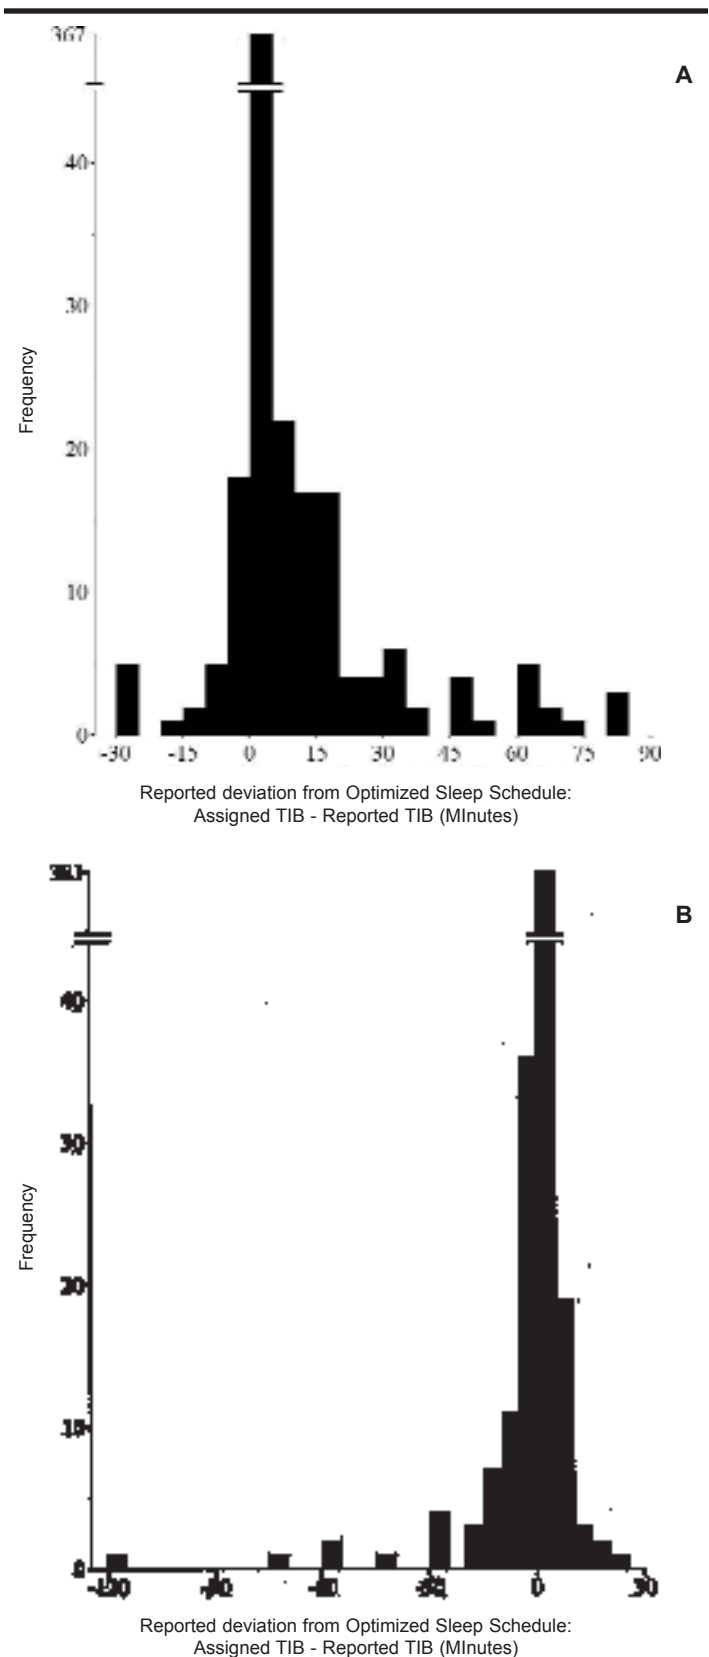 367
A
40
30
Frequency
20
10
0
-30 -15 0 15 30 45 60 75 90
Reported deviation from Optimized Sleep Schedule:
Assigned TIB - Reported TIB (MInutes)
B
40
30
Frequency
20
0 30
Reported deviation from Optimized Sleep Schedule:
Assigned TIB - Reported TIB (MInutes)